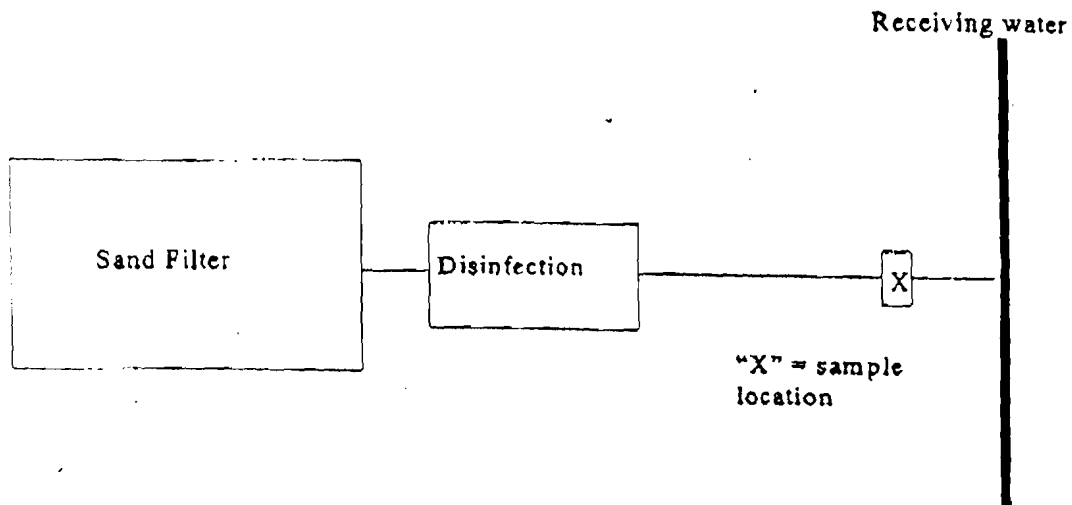 Receiving water
Sand Filter
Disinfection
X
"X" = sample
location